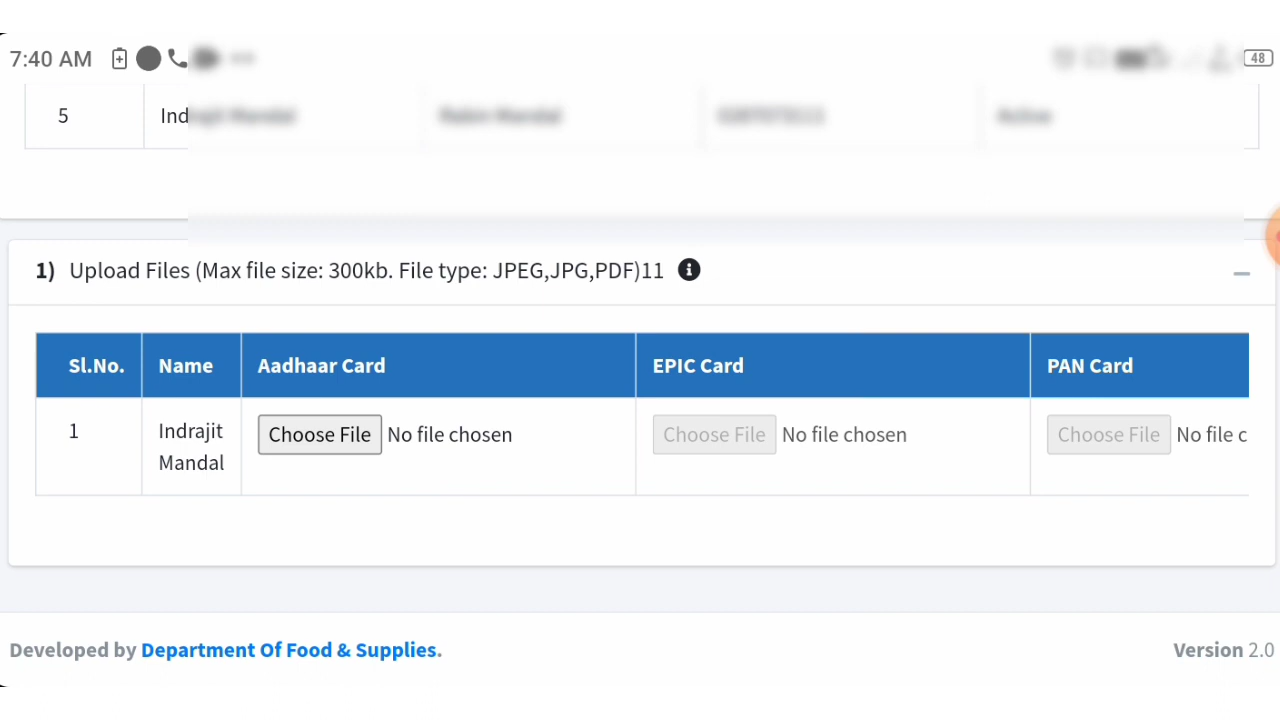 7:40 AM 48
5 Ind
1) Upload Files (Max file size: 300kb. File type: JPEG,JPG,PDF)11
Sl.No. Name Aadhaar Card EPIC Card PAN Card
1 Indrajit Mandal Choose File No file chosen Choose File No file chosen Choose File No file c
Developed by Department Of Food & Supplies. Version 2.0